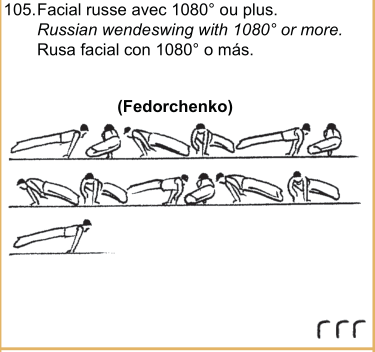 105.Facial russe avec 1080° ou plus.
Russian wendeswing with 1080° or more.
Rusa facial con 1080° o más.
(Fedorchenko)